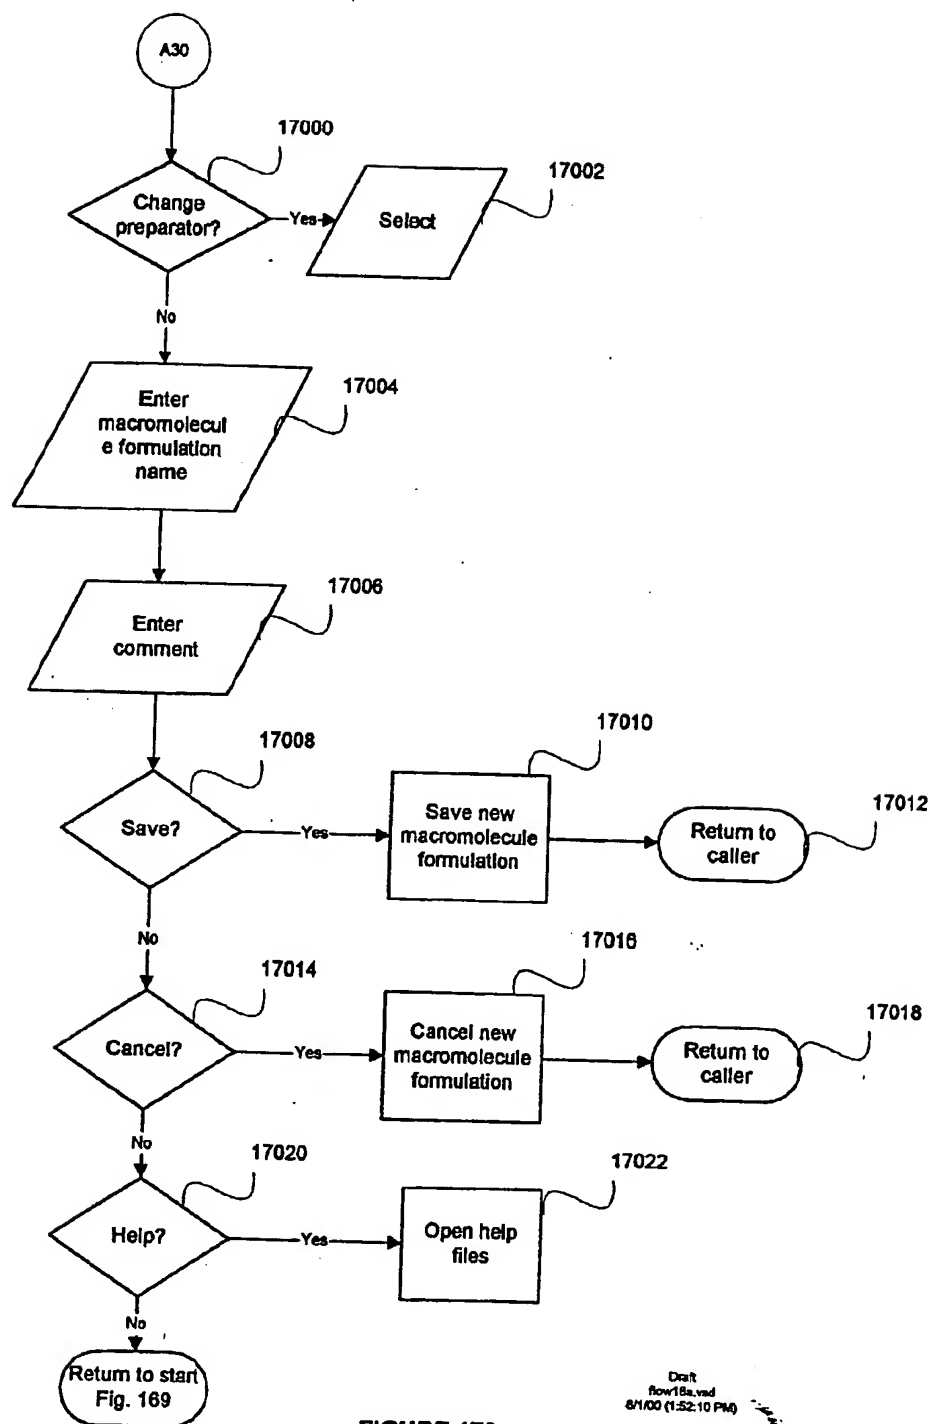 A30
17000
Change
preparator?
Yes
Select
17002
No
Enter
macromolecul
e formulation
name
17004
Enter
comment
17006
17008
Save?
Yes
17010
Save new
macromolecule
formulation
17012
Return to
caller
No
17014
Cancel?
Yes
17016
Cancel new
macromolecule
formulation
17018
Return to
caller
No
17020
Help?
Yes
17022
Open help
files
No
Return to start
Fig. 169
Draft
flow18a.vsd
8/1/00 (1:52:10 PM)